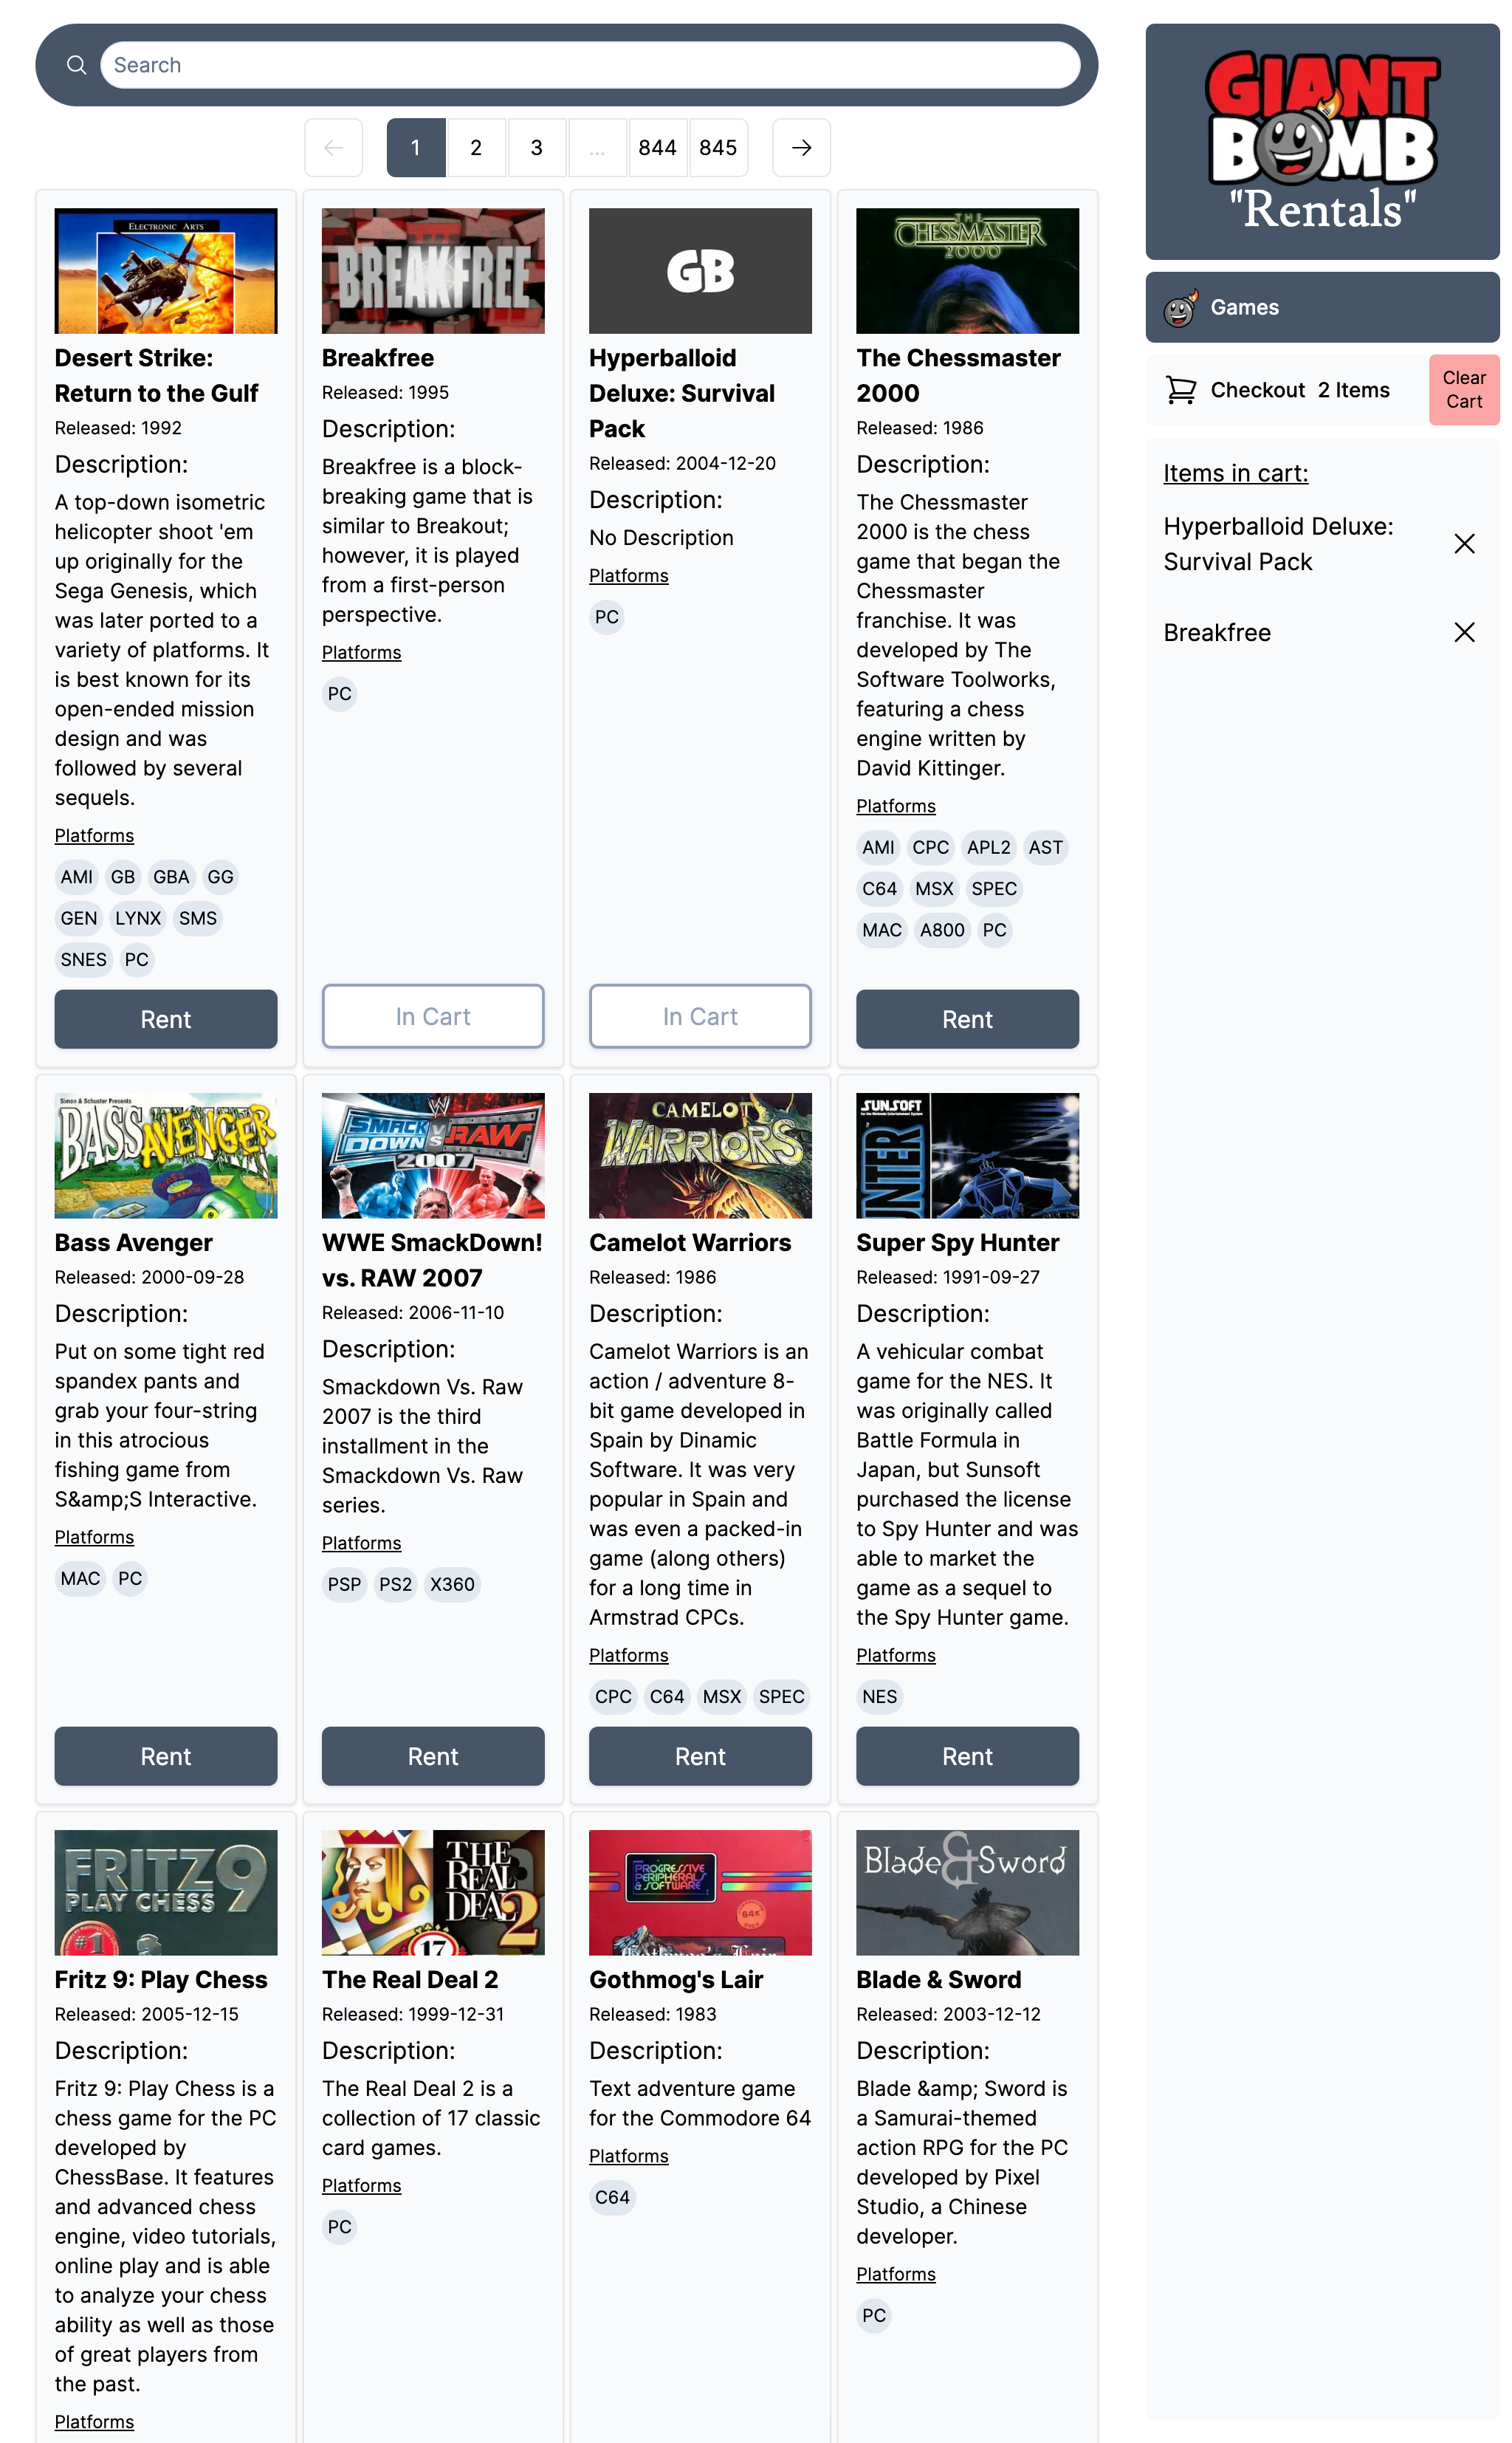 Search
1
2
3
...
844
845
ELECTRONIC ARTS
Desert Strike:
Return to the Gulf
Released: 1992
Description:
A top-down isometric
helicopter shoot 'em
up originally for the
Sega Genesis, which
was later ported to a
variety of platforms. It
is best known for its
open-ended mission
design and was
followed by several
sequels.
Platforms
AMI GB GBA GG
GEN LYNX SMS
SNES PC
Rent
BREAKFREE
Breakfree
Released: 1995
Description:
Breakfree is a block-
breaking game that is
similar to Breakout;
however, it is played
from a first-person
perspective.
Platforms
PC
In Cart
GB
Hyperballoid
Deluxe: Survival
Pack
Released: 2004-12-20
Description:
No Description
Platforms
PC
In Cart
THE
CHESSMASTER
2000
The Chessmaster
2000
Released: 1986
Description:
The Chessmaster
2000 is the chess
game that began the
Chessmaster
franchise. It was
developed by The
Software Toolworks,
featuring a chess
engine written by
David Kittinger.
Platforms
AMI CPC APL2 AST
C64 MSX SPEC
MAC A800 PC
Rent
Simon & Schuster Presents
BASS AVENGER
Bass Avenger
Released: 2000-09-28
Description:
Put on some tight red
spandex pants and
grab your four-string
in this atrocious
fishing game from
S&amp;S Interactive.
Platforms
MAC PC
Rent
SMACK
DOWN VS RAW
2007
WWE SmackDown!
vs. RAW 2007
Released: 2006-11-10
Description:
Smackdown Vs. Raw
2007 is the third
installment in the
Smackdown Vs. Raw
series.
Platforms
PSP PS2 X360
Rent
CAMELOT
WARRIORS
Camelot Warriors
Released: 1986
Description:
Camelot Warriors is an
action / adventure 8-
bit game developed in
Spain by Dinamic
Software. It was very
popular in Spain and
was even a packed-in
game (along others)
for a long time in
Armstrad CPCs.
Platforms
CPC C64 MSX SPEC
Rent
SUNSOFT
UNTER
Super Spy Hunter
Released: 1991-09-27
Description:
A vehicular combat
game for the NES. It
was originally called
Battle Formula in
Japan, but Sunsoft
purchased the license
to Spy Hunter and was
able to market the
game as a sequel to
the Spy Hunter game.
Platforms
NES
Rent
FRITZ 9
PLAY CHESS
#1
Fritz 9: Play Chess
Released: 2005-12-15
Description:
Fritz 9: Play Chess is a
chess game for the PC
developed by
ChessBase. It features
and advanced chess
engine, video tutorials,
online play and is able
to analyze your chess
ability as well as those
of great players from
the past.
Platforms
THE
REAL
DEAL 2
17
The Real Deal 2
Released: 1999-12-31
Description:
The Real Deal 2 is a
collection of 17 classic
card games.
Platforms
PC
PROGRESSIVE
PERIPHERALS
& SOFTWARE
Gothmog's Lair
Gothmog's Lair
Released: 1983
Description:
Text adventure game
for the Commodore 64
Platforms
C64
Blade & Sword
Blade & Sword
Released: 2003-12-12
Description:
Blade &amp; Sword is
a Samurai-themed
action RPG for the PC
developed by Pixel
Studio, a Chinese
developer.
Platforms
PC
GIANT
BOMB
"Rentals"
Games
Checkout 2 Items
Clear
Cart
Items in cart:
Hyperballoid Deluxe:
Survival Pack
Breakfree